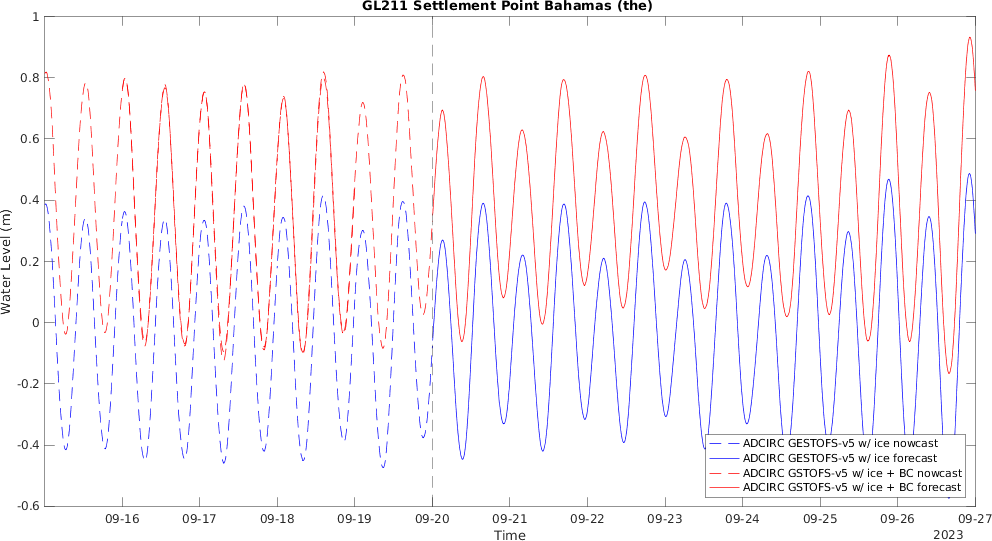 GL211 Settlement Point Bahamas (the)
Water Level (m)
1
0.8
0.6
0.4
0.2
0
-0.2
-0.4
-0.6
ADCIRC GESTOFS-v5 w/ ice nowcast
ADCIRC GESTOFS-v5 w/ ice forecast
ADCIRC GSTOFS-v5 w/ ice + BC nowcast
ADCIRC GSTOFS-v5 w/ ice + BC forecast
09-16 09-17 09-18 09-19 09-20 09-21 09-22 09-23 09-24 09-25 09-26 09-27
Time
2023